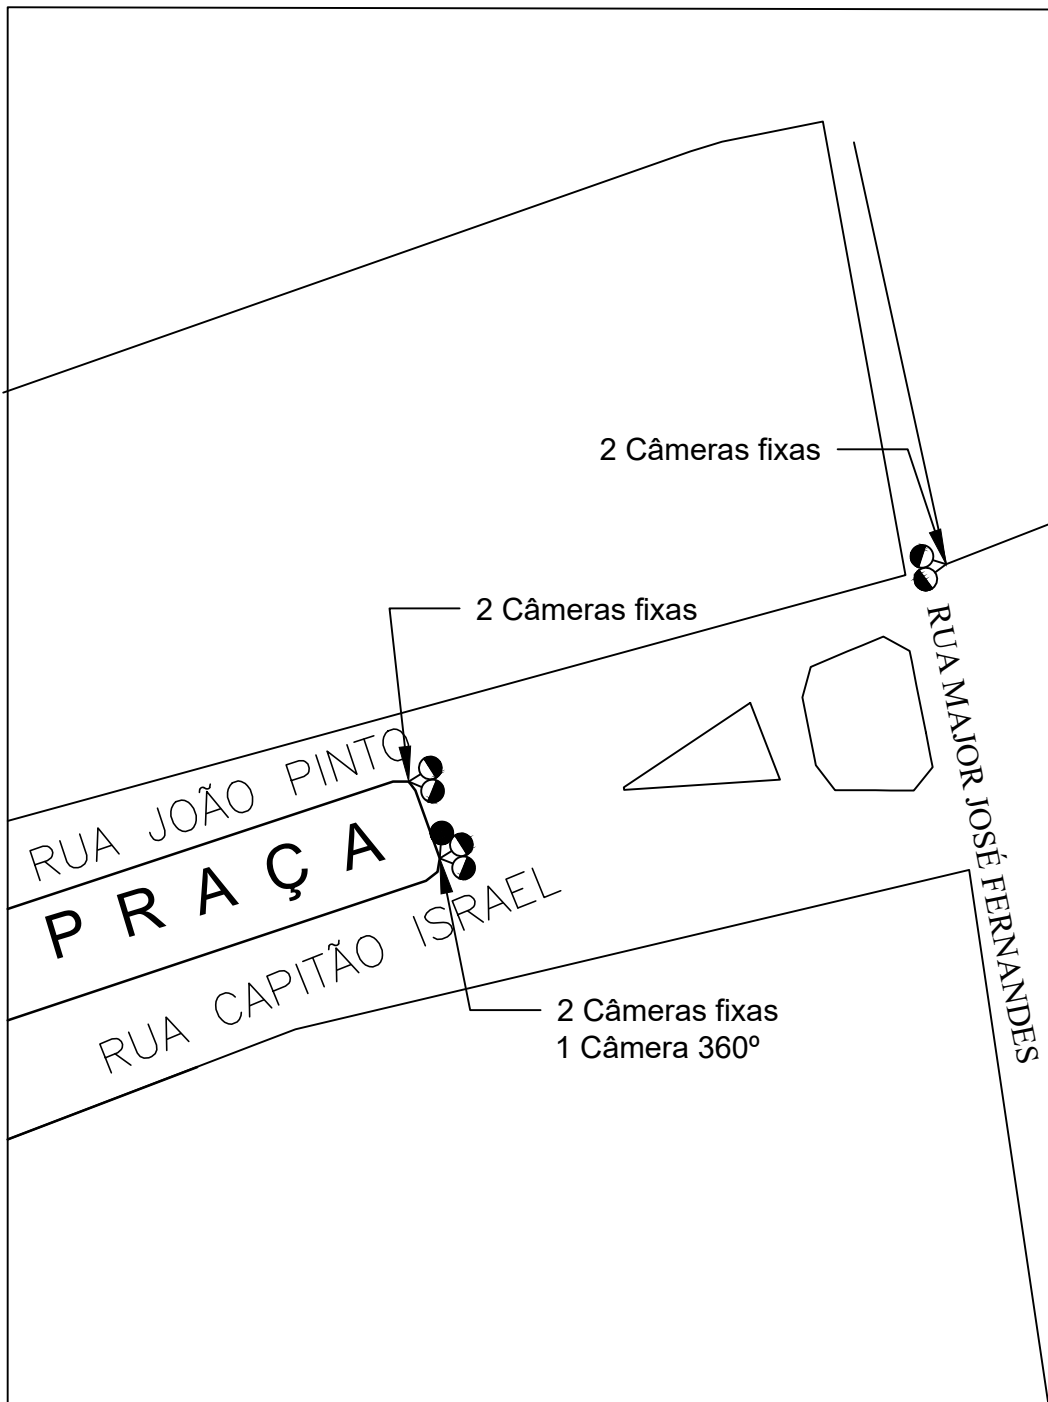 2 Câmeras fixas
2 Câmeras fixas
RUA MAJOR JOSÉ FERNANDES
RUA JOÃO PINTO
PRAÇA
RUA CAPITÃO ISRAEL
2 Câmeras fixas
1 Câmera 360º